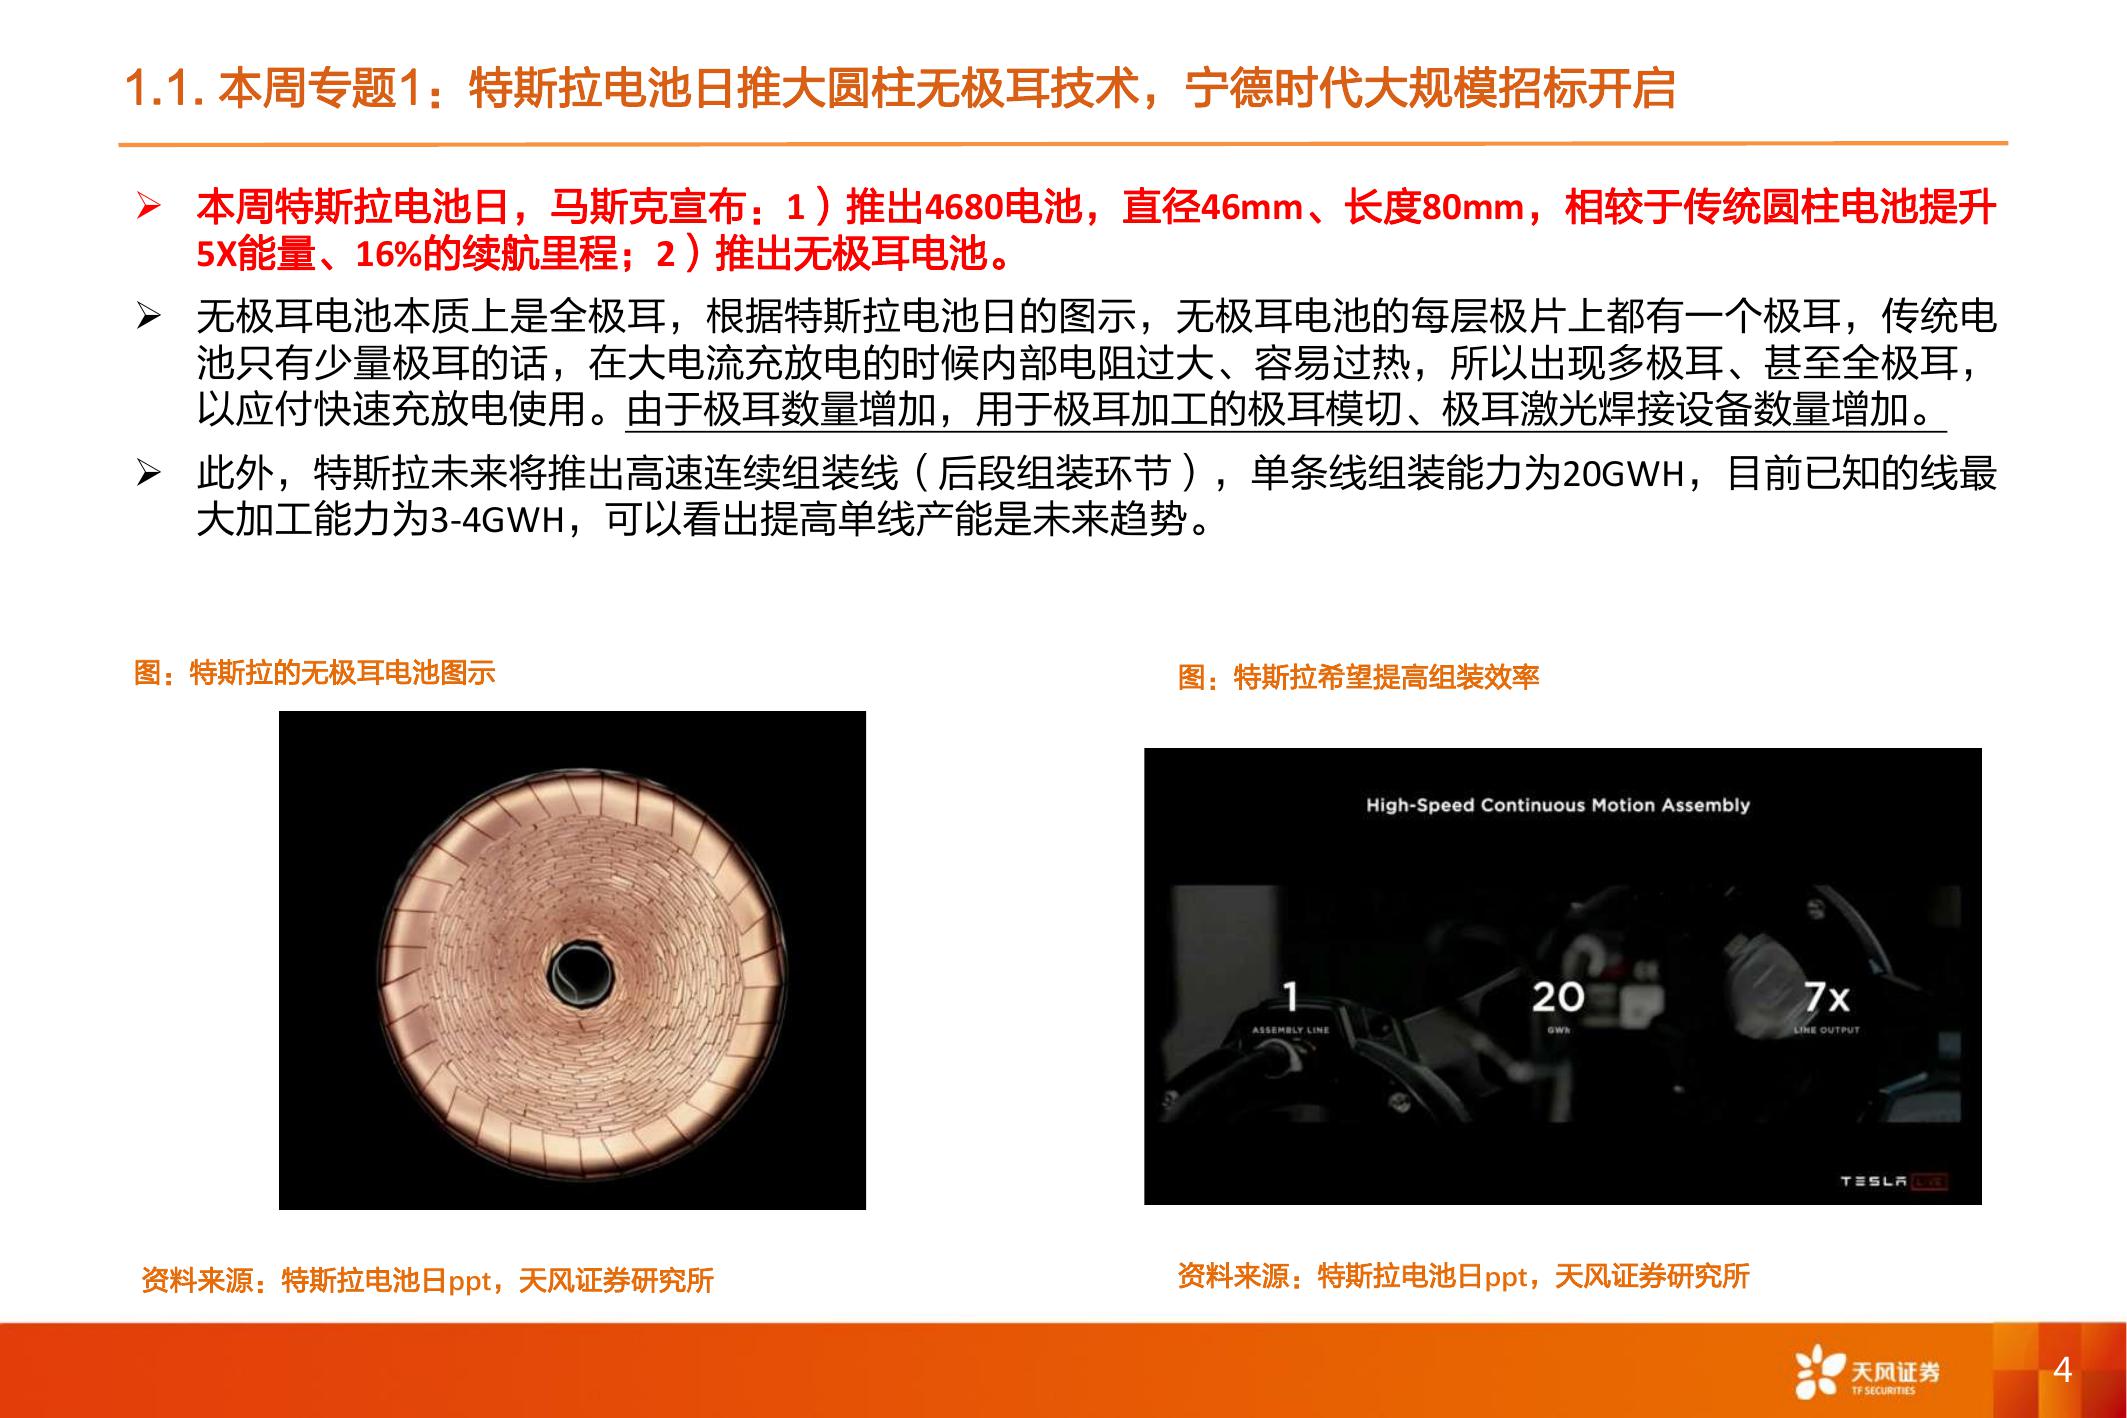 1.1. 本周专题1：特斯拉电池日推大圆柱无极耳技术，宁德时代大规模招标开启
➢ 本周特斯拉电池日，马斯克宣布：1）推出4680电池，直径46mm、长度80mm，相较于传统圆柱电池提升
5X能量、16%的续航里程；2）推出无极耳电池。
➢ 无极耳电池本质上是全极耳，根据特斯拉电池日的图示，无极耳电池的每层极片上都有一个极耳，传统电
池只有少量极耳的话，在大电流充放电的时候内部电阻过大、容易过热，所以出现多极耳、甚至全极耳，
以应付快速充放电使用。由于极耳数量增加，用于极耳加工的极耳模切、极耳激光焊接设备数量增加。
➢ 此外，特斯拉未来将推出高速连续组装线（后段组装环节），单条线组装能力为20GWH，目前已知的线最
大加工能力为3-4GWH，可以看出提高单线产能是未来趋势。
图：特斯拉的无极耳电池图示
图：特斯拉希望提高组装效率
High-Speed Continuous Motion Assembly
1
ASSEMBLY LINE
20
GWh
7x
LINE OUTPUT
TESLA LIVE
资料来源：特斯拉电池日ppt，天风证券研究所
资料来源：特斯拉电池日ppt，天风证券研究所
天风证券
TF SECURITIES
4